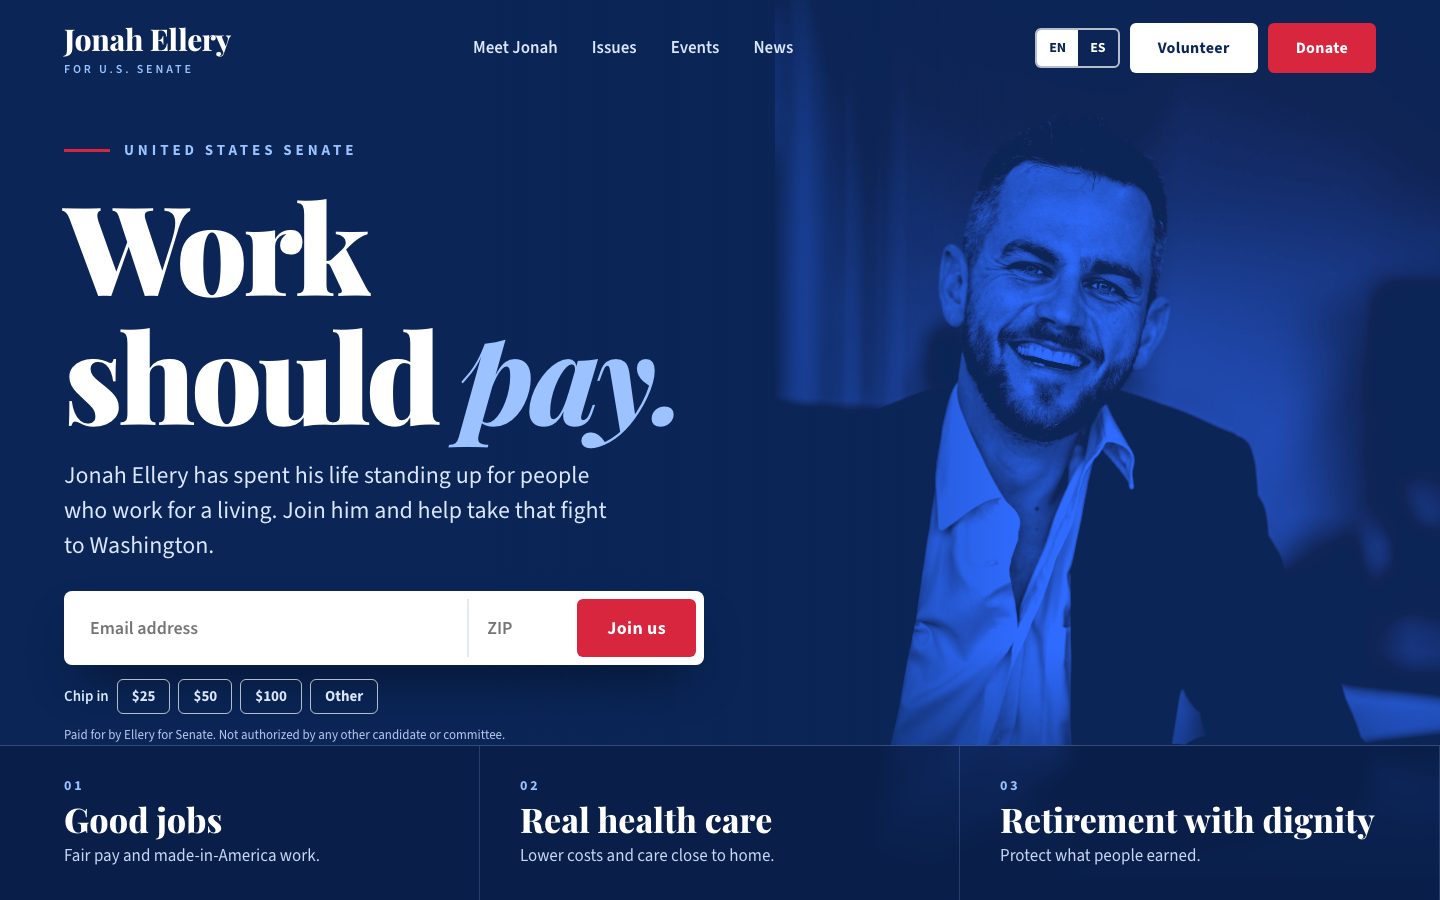 Jonah Ellery
FOR U.S. SENATE
Meet Jonah
Issues
Events
News
EN
ES
Volunteer
Donate
UNITED STATES SENATE
Work
should pay.
Jonah Ellery has spent his life standing up for people
who work for a living. Join him and help take that fight
to Washington.
Email address
ZIP
Join us
Chip in
$25
$50
$100
Other
Paid for by Ellery for Senate. Not authorized by any other candidate or committee.
01
Good jobs
Fair pay and made-in-America work.
02
Real health care
Lower costs and care close to home.
03
Retirement with dignity
Protect what people earned.